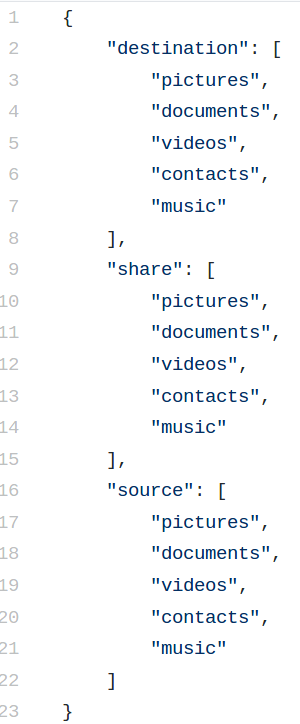 1 {
2 "destination": [
3 "pictures",
4 "documents",
5 "videos",
6 "contacts",
7 "music"
8 ],
9 "share": [
10 "pictures",
11 "documents",
12 "videos",
13 "contacts",
14 "music"
15 ],
16 "source": [
17 "pictures",
18 "documents",
19 "videos",
20 "contacts",
21 "music"
22 ]
23 }